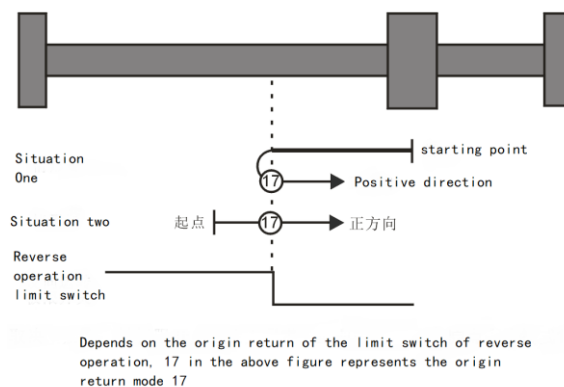 Situation
One
starting point
17
Positive direction
Situation two
起点
17
正方向
Reverse
operation
limit switch
Depends on the origin return of the limit switch of reverse
operation, 17 in the above figure represents the origin
return mode 17